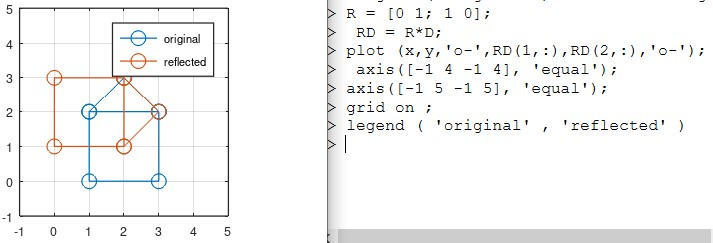 5
4
3
2
1
0
-1
-1 0 1 2 3 4 5
original
reflected
> R = [0 1; 1 0];
>  RD = R*D;
> plot (x,y,'o-',RD(1,:),RD(2,:),'o-');
>  axis([-1 4 -1 4], 'equal');
> axis([-1 5 -1 5], 'equal');
> grid on ;
> legend ( 'original' , 'reflected' )
>